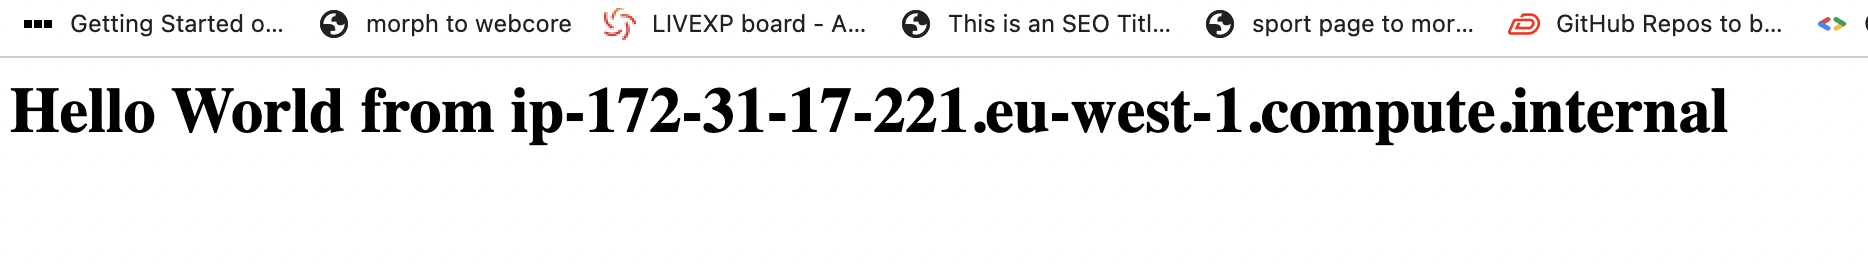 Getting Started o... morph to webcore LIVEXP board - A... This is an SEO Titl... sport page to mor... GitHub Repos to b...
Hello World from ip-172-31-17-221.eu-west-1.compute.internal